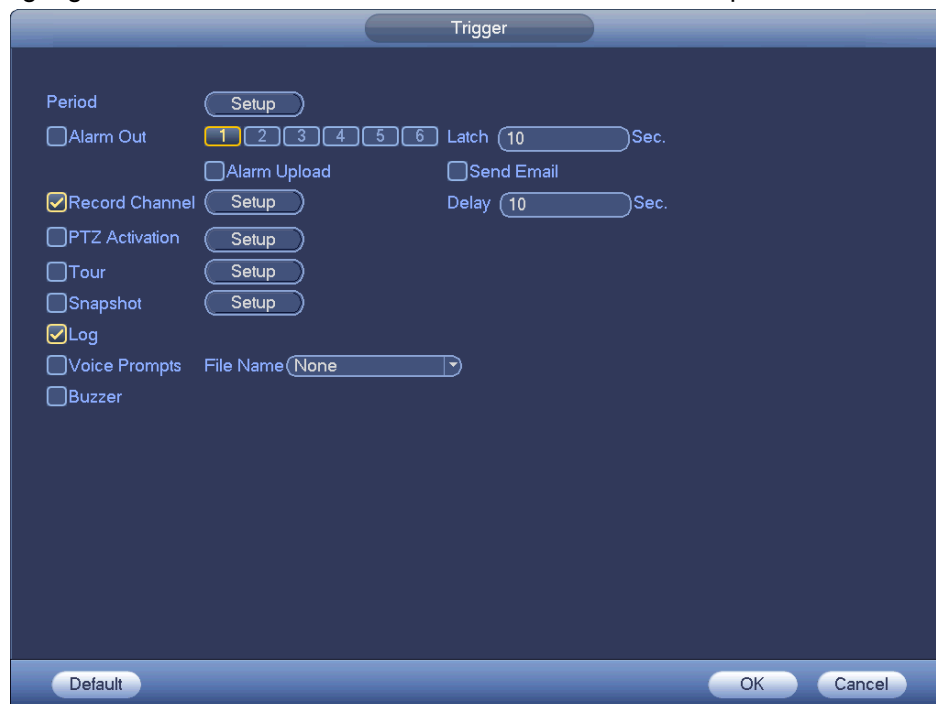 Trigger
Period Setup
Alarm Out 1 2 3 4 5 6 Latch 10 Sec.
Alarm Upload Send Email
Record Channel Setup Delay 10 Sec.
PTZ Activation Setup
Tour Setup
Snapshot Setup
Log
Voice Prompts File Name None
Buzzer
Default OK Cancel